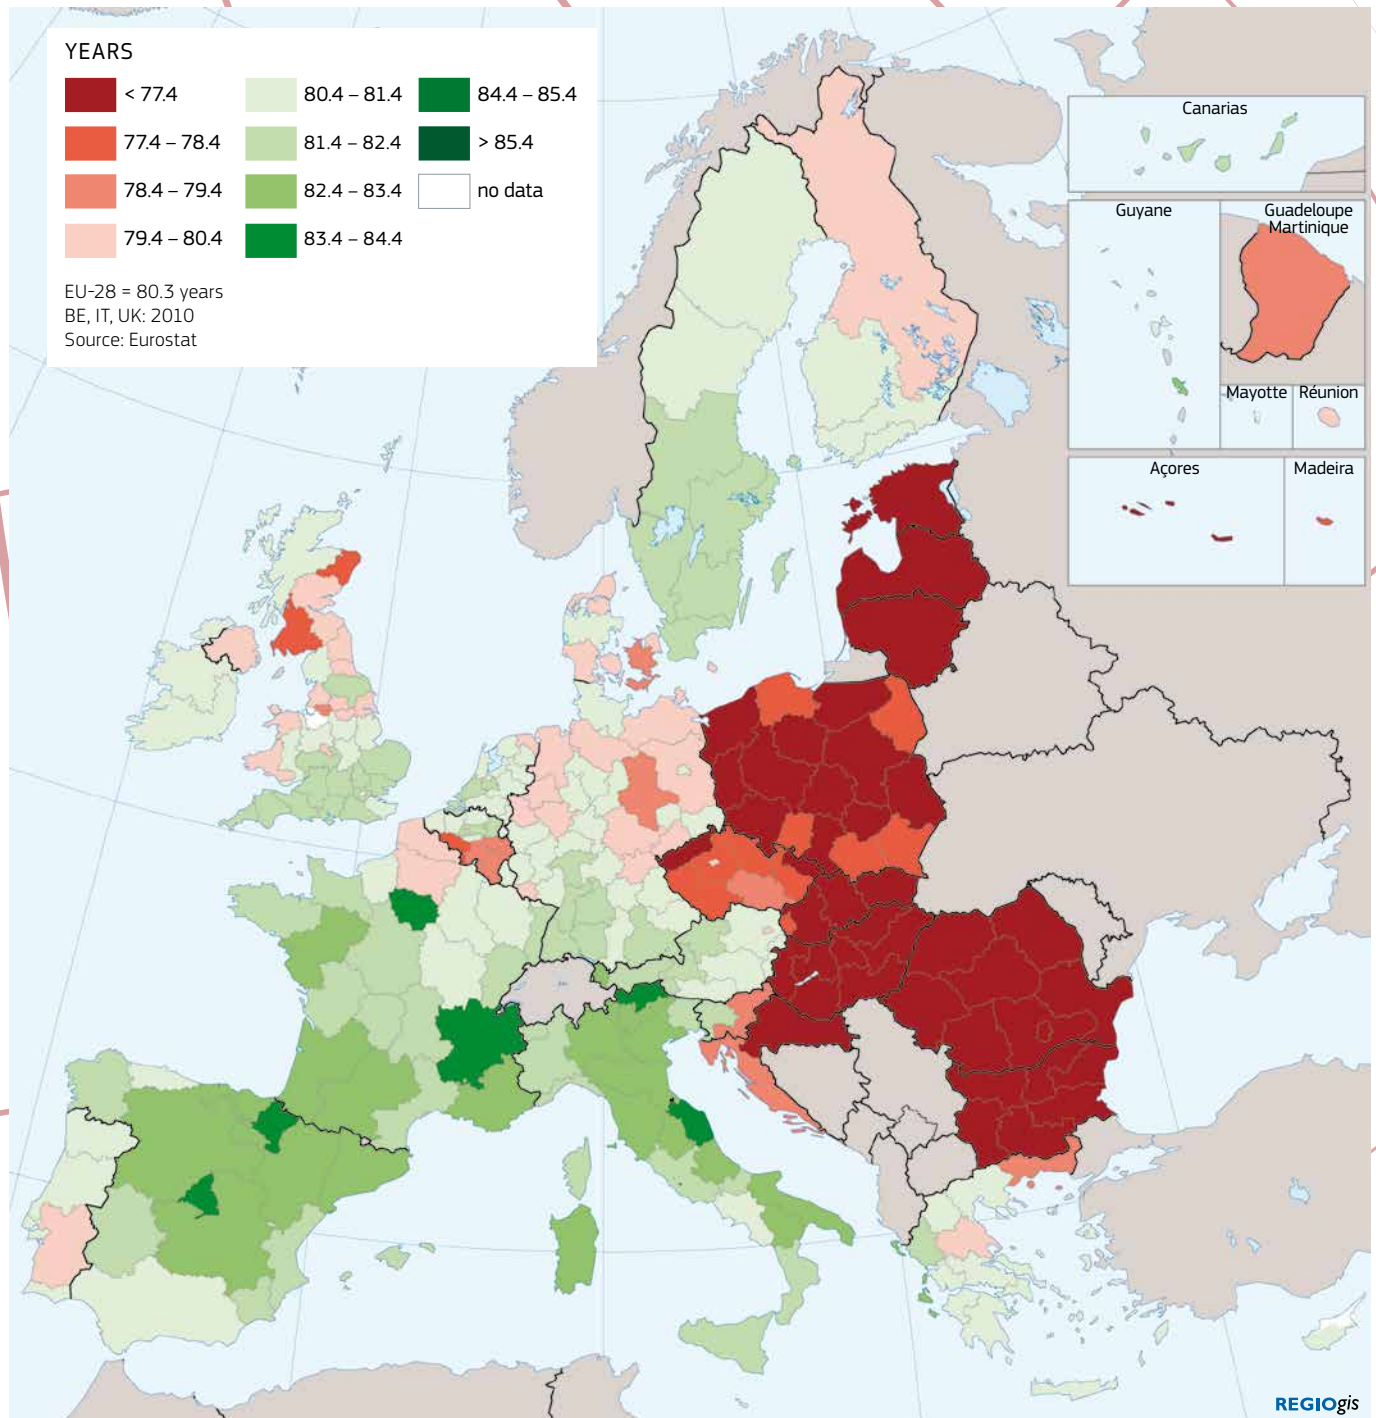 YEARS
< 77.4
77.4 – 78.4
78.4 – 79.4
79.4 – 80.4
80.4 – 81.4
81.4 – 82.4
82.4 – 83.4
83.4 – 84.4
84.4 – 85.4
> 85.4
no data
EU-28 = 80.3 years
BE, IT, UK: 2010
Source: Eurostat
Canarias
Guyane
Guadeloupe
Martinique
Mayotte
Réunion
Açores
Madeira
REGIOgis